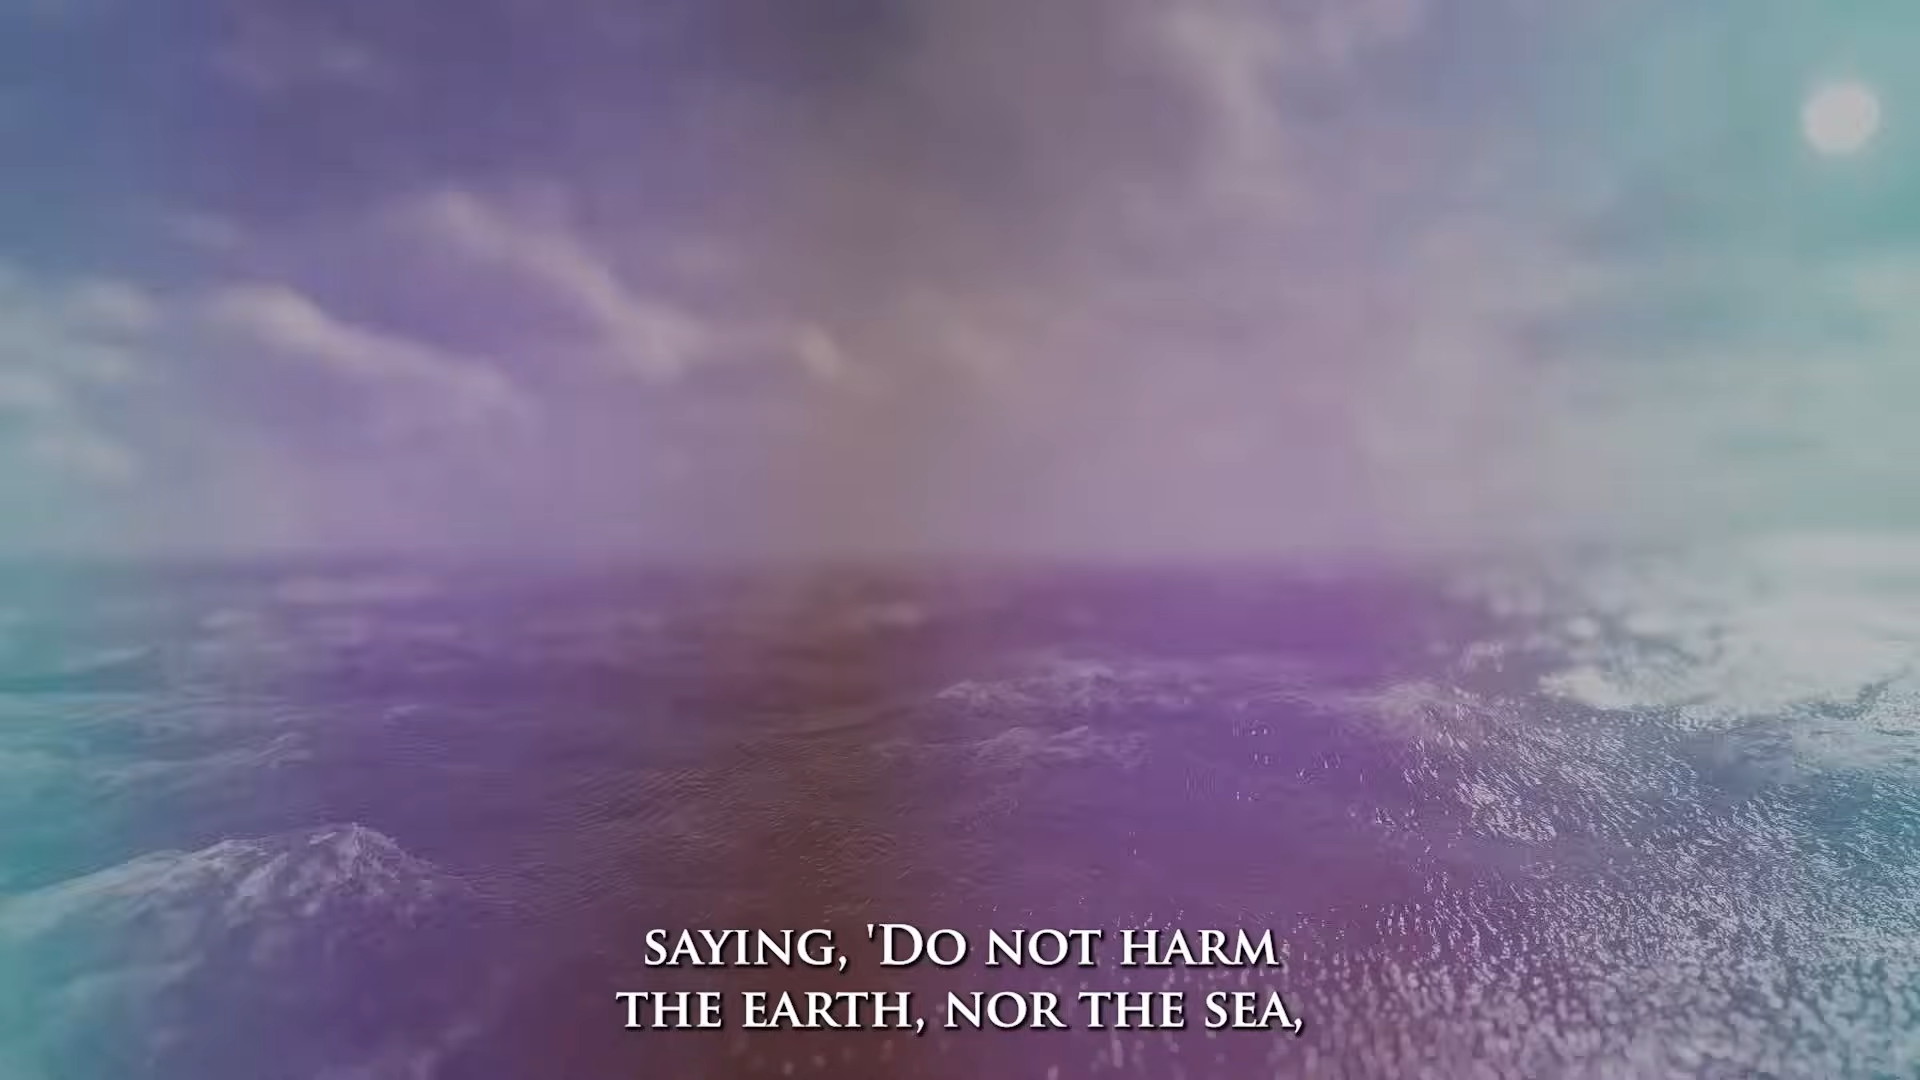 SAYING, 'DO NOT HARM
THE EARTH, NOR THE SEA,